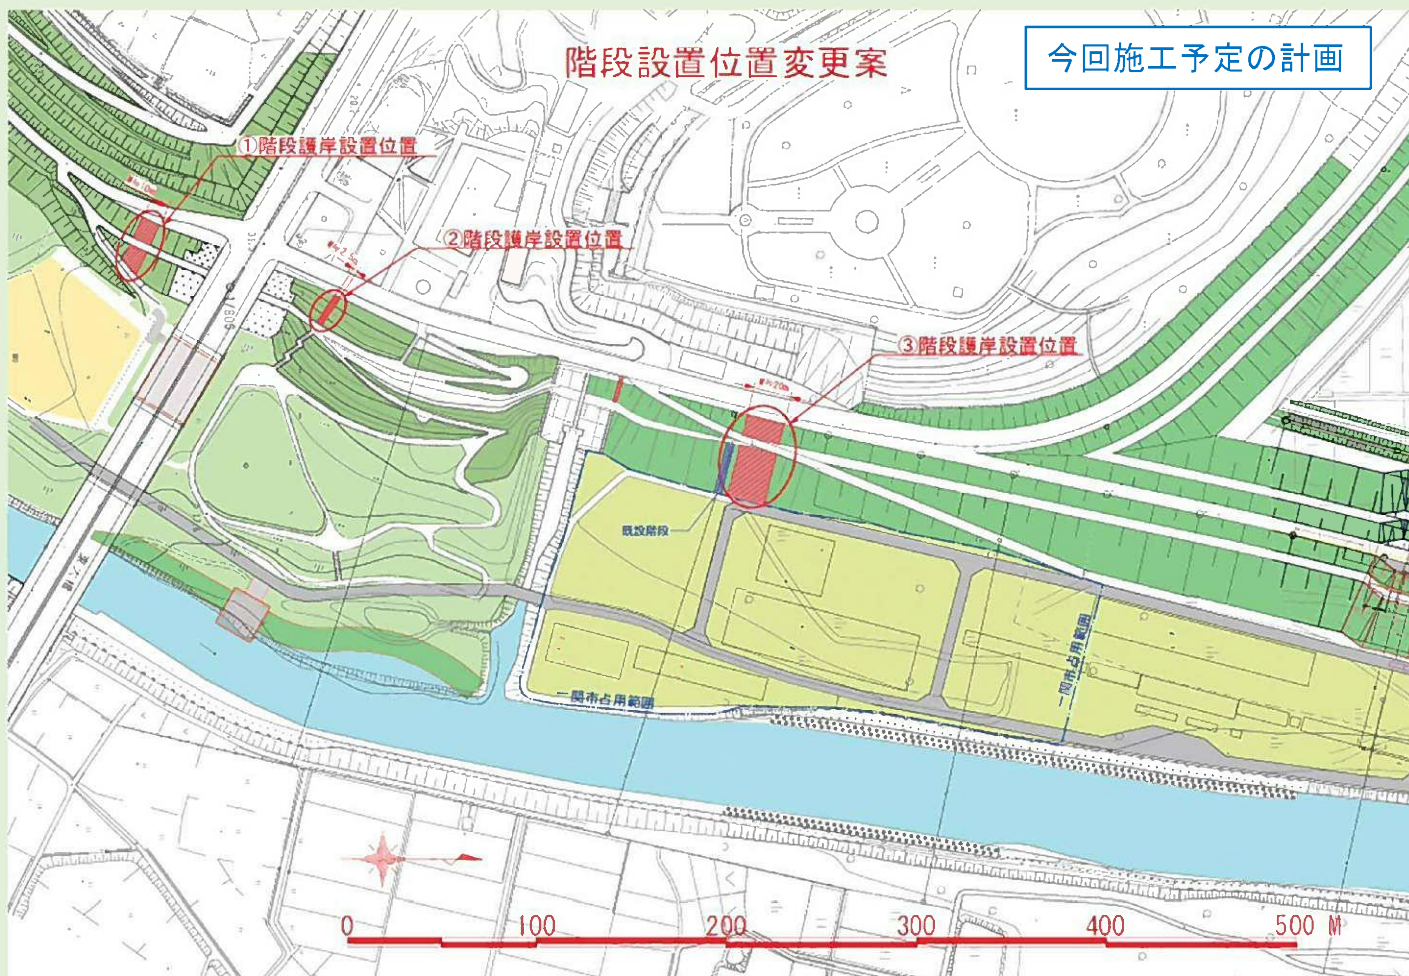 階段設置位置変更案
今回施工予定の計画
①階段護岸設置位置
②階段護岸設置位置
③階段護岸設置位置
既設階段
一関市占用範囲
一関市占用範囲
0 100 200 300 400 500 M